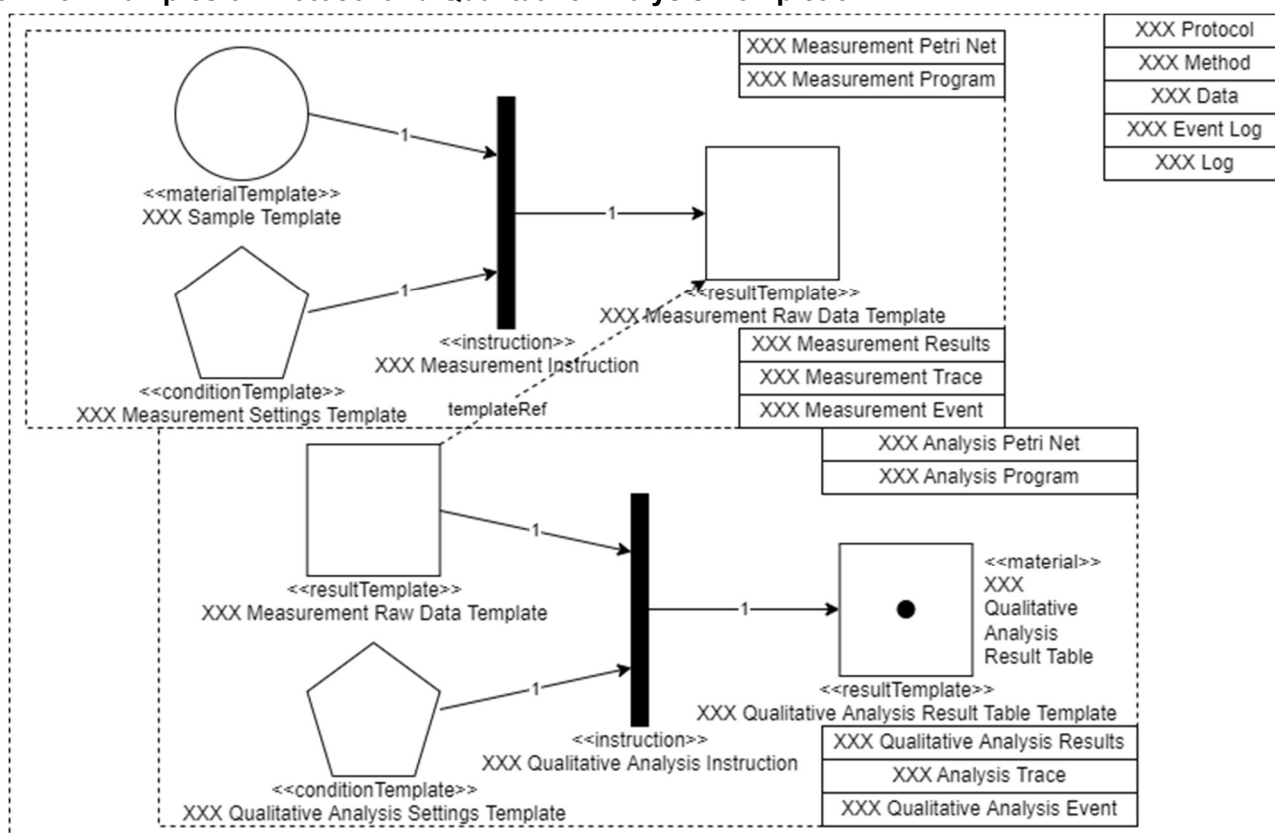 XXX Protocol
XXX Method
XXX Data
XXX Event Log
XXX Log
XXX Measurement Petri Net
XXX Measurement Program
1
<<materialTemplate>>
XXX Sample Template
1
1
<<conditionTemplate>>
XXX Measurement Settings Template
<<instruction>>
XXX Measurement Instruction
<<resultTemplate>>
XXX Measurement Raw Data Template
XXX Measurement Results
XXX Measurement Trace
XXX Measurement Event
templateRef
XXX Analysis Petri Net
XXX Analysis Program
1
<<resultTemplate>>
XXX Measurement Raw Data Template
1
1
<<material>>
XXX
Qualitative
Analysis
Result Table
<<resultTemplate>>
XXX Qualitative Analysis Result Table Template
<<instruction>>
XXX Qualitative Analysis Instruction
<<conditionTemplate>>
XXX Qualitative Analysis Settings Template
XXX Qualitative Analysis Results
XXX Analysis Trace
XXX Qualitative Analysis Event